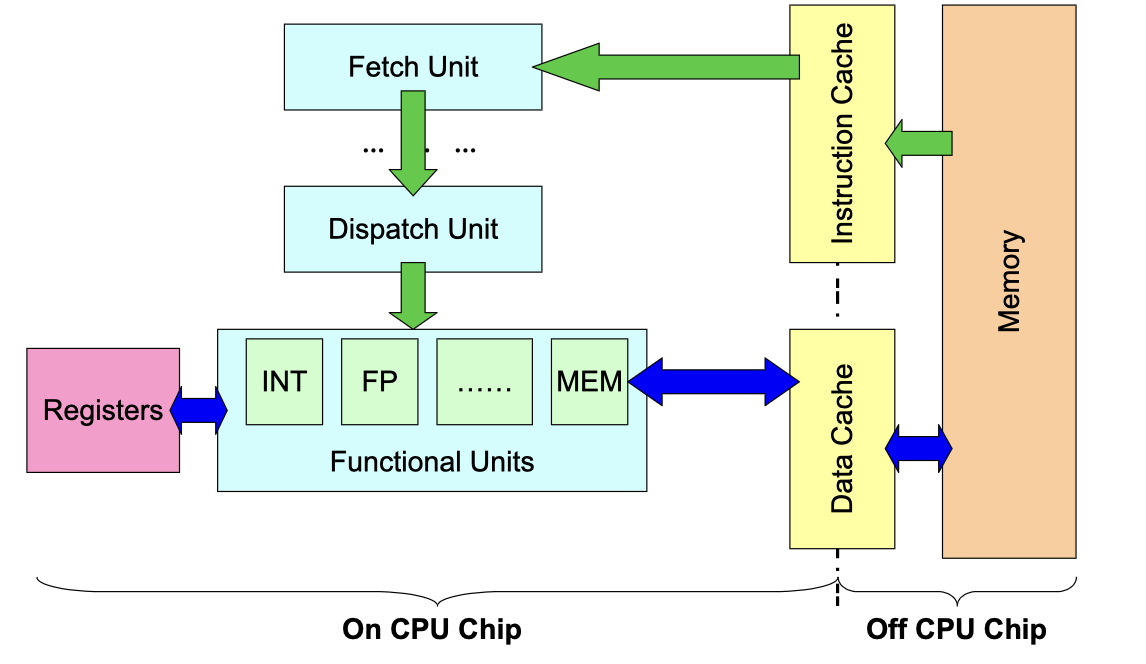 Fetch Unit
... . ...
Dispatch Unit
Instruction Cache
Memory
Registers
INT
FP
......
MEM
Functional Units
Data Cache
On CPU Chip
Off CPU Chip